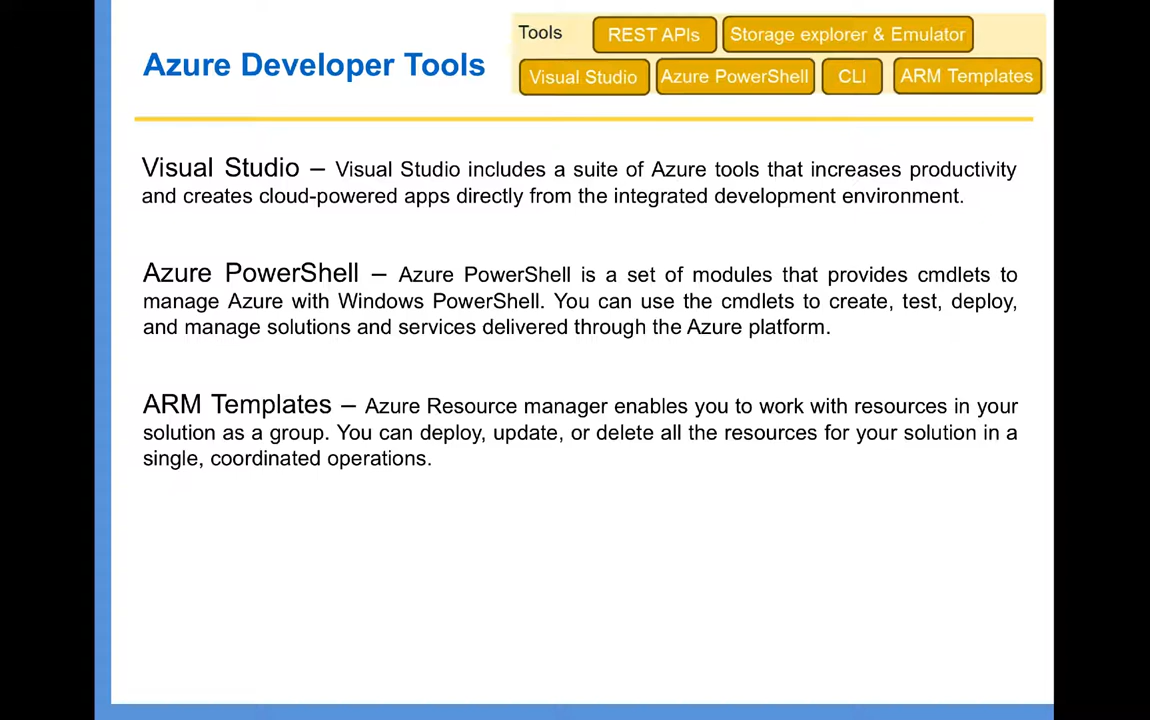 Azure Developer Tools
Tools
REST APIs
Storage explorer & Emulator
Visual Studio
Azure PowerShell
CLI
ARM Templates
Visual Studio – Visual Studio includes a suite of Azure tools that increases productivity
and creates cloud-powered apps directly from the integrated development environment.
Azure PowerShell – Azure PowerShell is a set of modules that provides cmdlets to
manage Azure with Windows PowerShell. You can use the cmdlets to create, test, deploy,
and manage solutions and services delivered through the Azure platform.
ARM Templates – Azure Resource manager enables you to work with resources in your
solution as a group. You can deploy, update, or delete all the resources for your solution in a
single, coordinated operations.